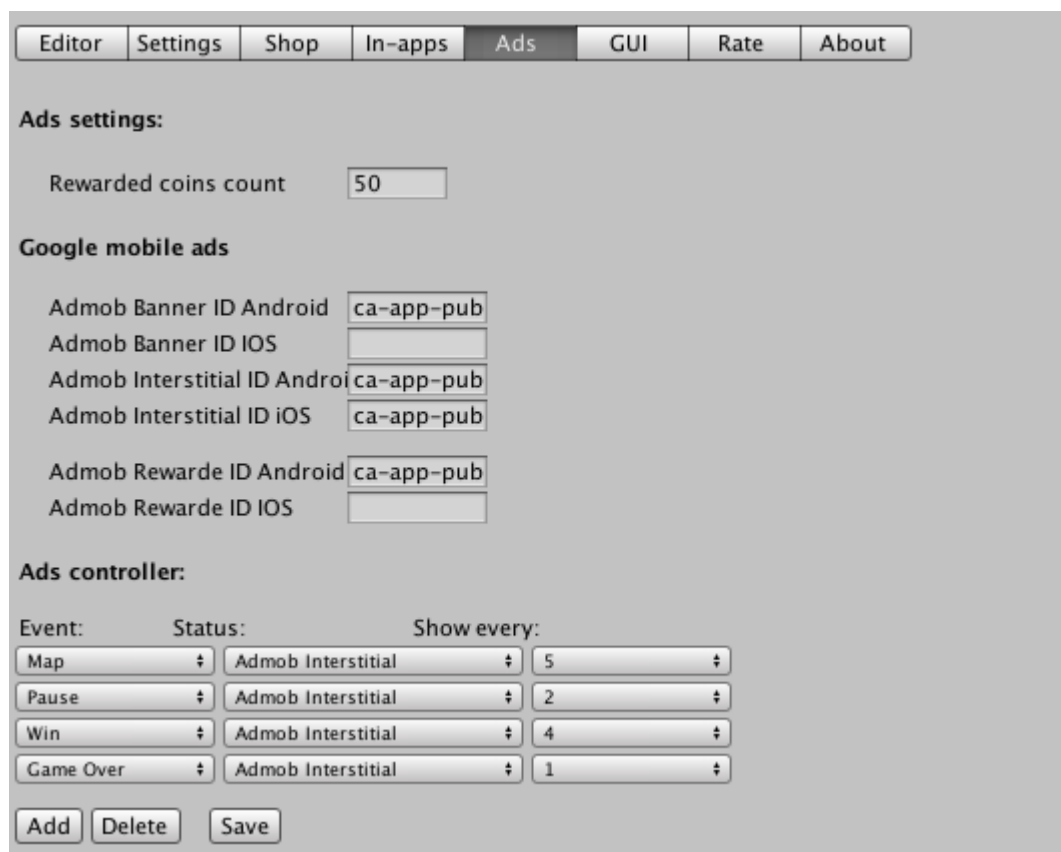 Editor Settings Shop In-apps Ads GUI Rate About
Ads settings:
Rewarded coins count 50
Google mobile ads
Admob Banner ID Android ca-app-pub
Admob Banner ID IOS
Admob Interstitial ID Androi ca-app-pub
Admob Interstitial ID iOS ca-app-pub
Admob Rewarde ID Android ca-app-pub
Admob Rewarde ID IOS
Ads controller:
Event: Status: Show every:
Map Admob Interstitial 5
Pause Admob Interstitial 2
Win Admob Interstitial 4
Game Over Admob Interstitial 1
Add Delete Save